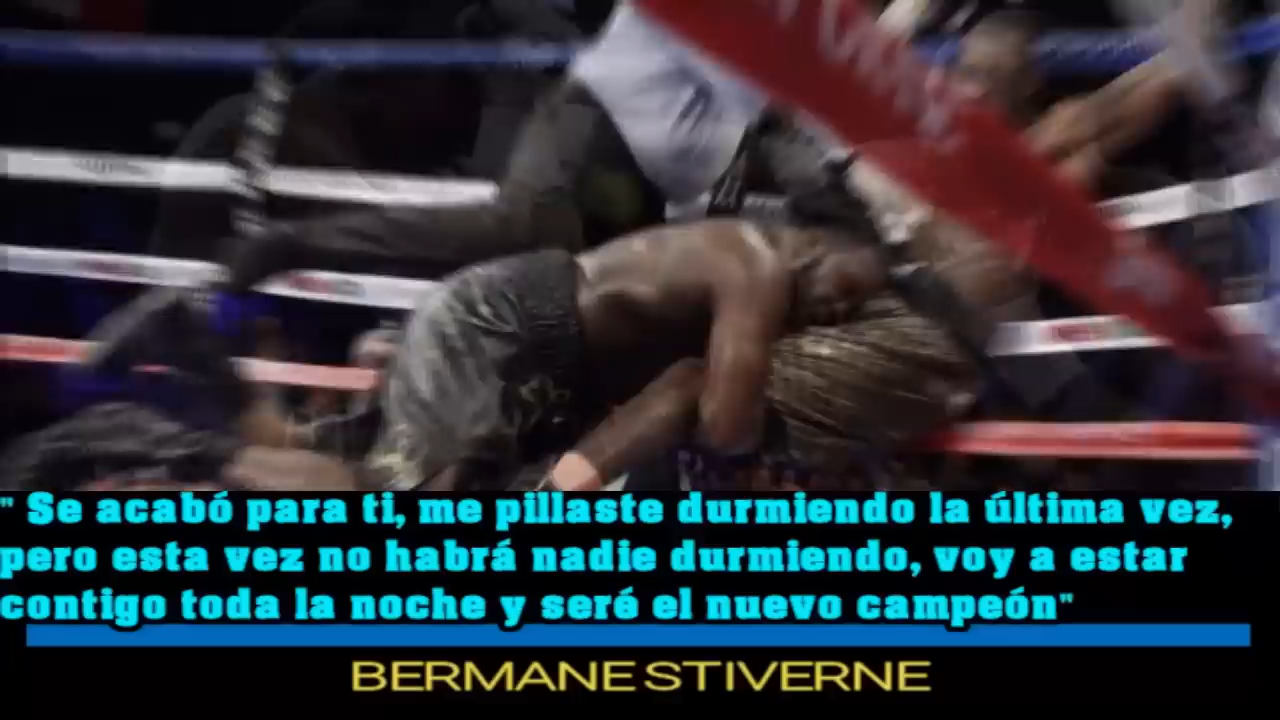 " Se acabó para ti, me pillaste durmiendo la última vez,
pero esta vez no habrá nadie durmiendo, voy a estar
contigo toda la noche y seré el nuevo campeón"
BERMANE STIVERNE